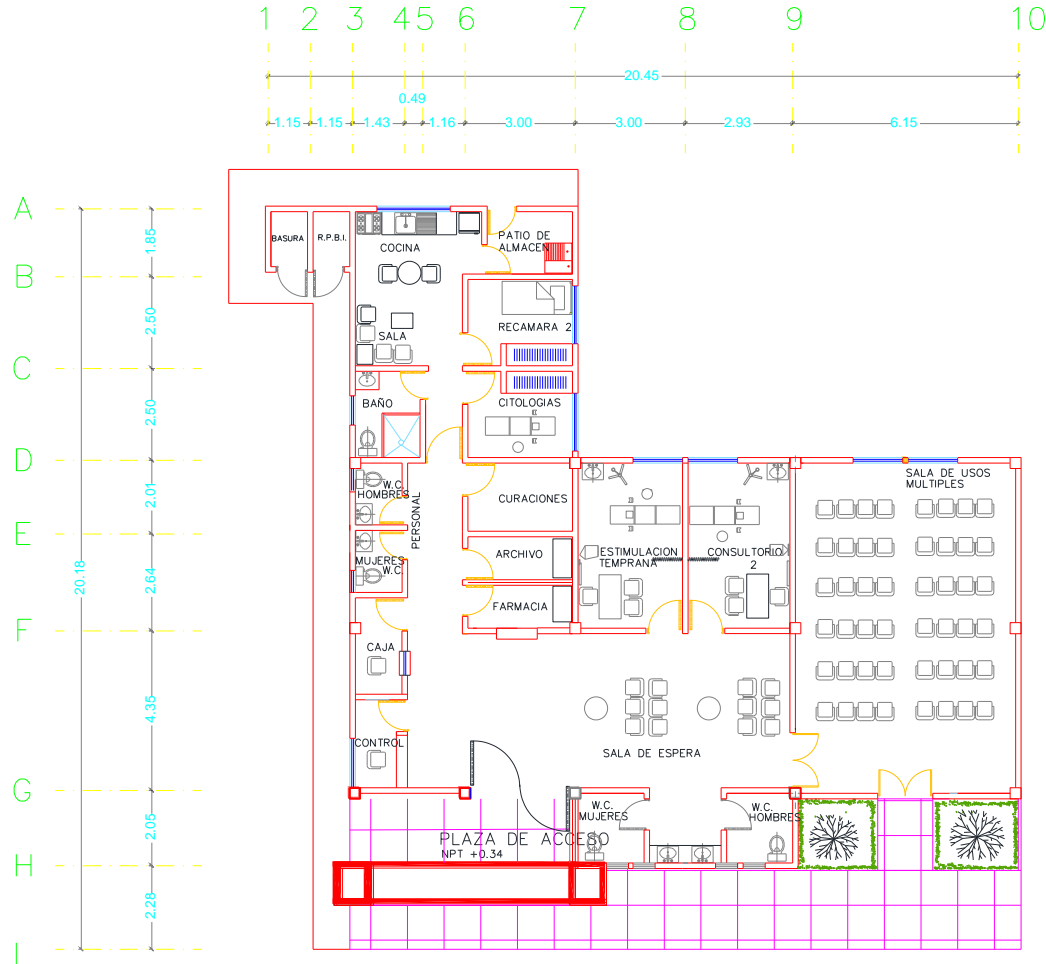 1 2 3 4 5 6 7 8 9 10
20.45
0.49
1.15 1.15 1.43 1.16 3.00 3.00 2.93 6.15
A
B
C
D
E
F
G
H
I
20.18
1.85
2.50
2.50
2.01
2.64
4.35
2.05
2.28
BASURA
R.P.B.I.
COCINA
PATIO DE
ALMACEN
RECAMARA 2
SALA
BAÑO
CITOLOGIAS
W.C.
HOMBRES
PERSONAL
CURACIONES
SALA DE USOS
MULTIPLES
MUJERES
W.C.
ARCHIVO
ESTIMULACION
TEMPRANA
CONSULTORIO
2
FARMACIA
CAJA
CONTROL
SALA DE ESPERA
W.C.
MUJERES
W.C.
HOMBRES
PLAZA DE ACCESO
NPT +0.34